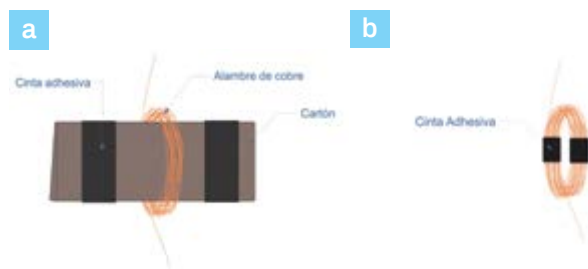 a
b
Cinta adhesiva
Alambre de cobre
Cartón
Cinta Adhesiva